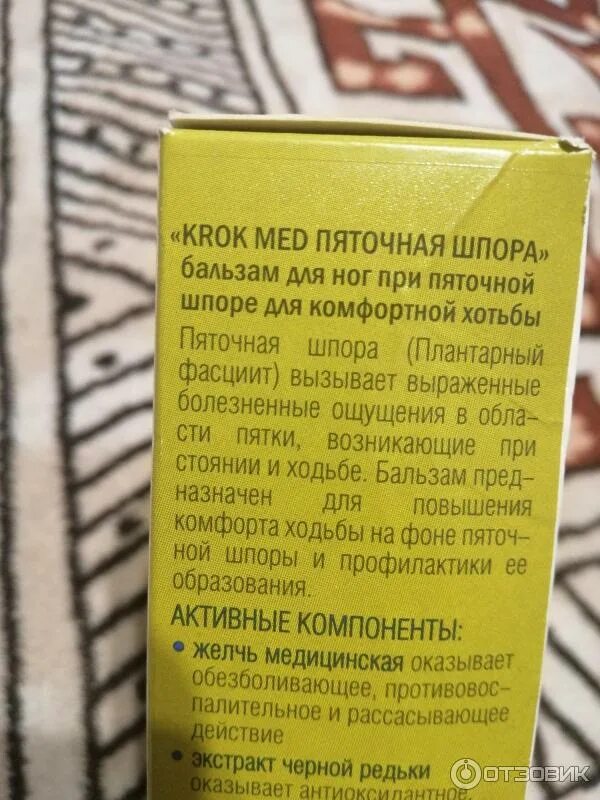 «KROK MED ПЯТОЧНАЯ ШПОРА»
бальзам для ног при пяточной
шпоре для комфортной хотьбы
Пяточная шпора (Плантарный
фасциит) вызывает выраженные
болезненные ощущения в обла-
сти пятки, возникающие при
стоянии и ходьбе. Бальзам пред-
назначен для повышения
комфорта ходьбы на фоне пяточ-
ной шпоры и профилактики ее
образования.
АКТИВНЫЕ КОМПОНЕНТЫ:
• желчь медицинская оказывает
обезболивающее, противовос-
палительное и рассасывающее
действие
• экстракт черной редьки
оказывает антиоксидантное
ОТЗОВИК